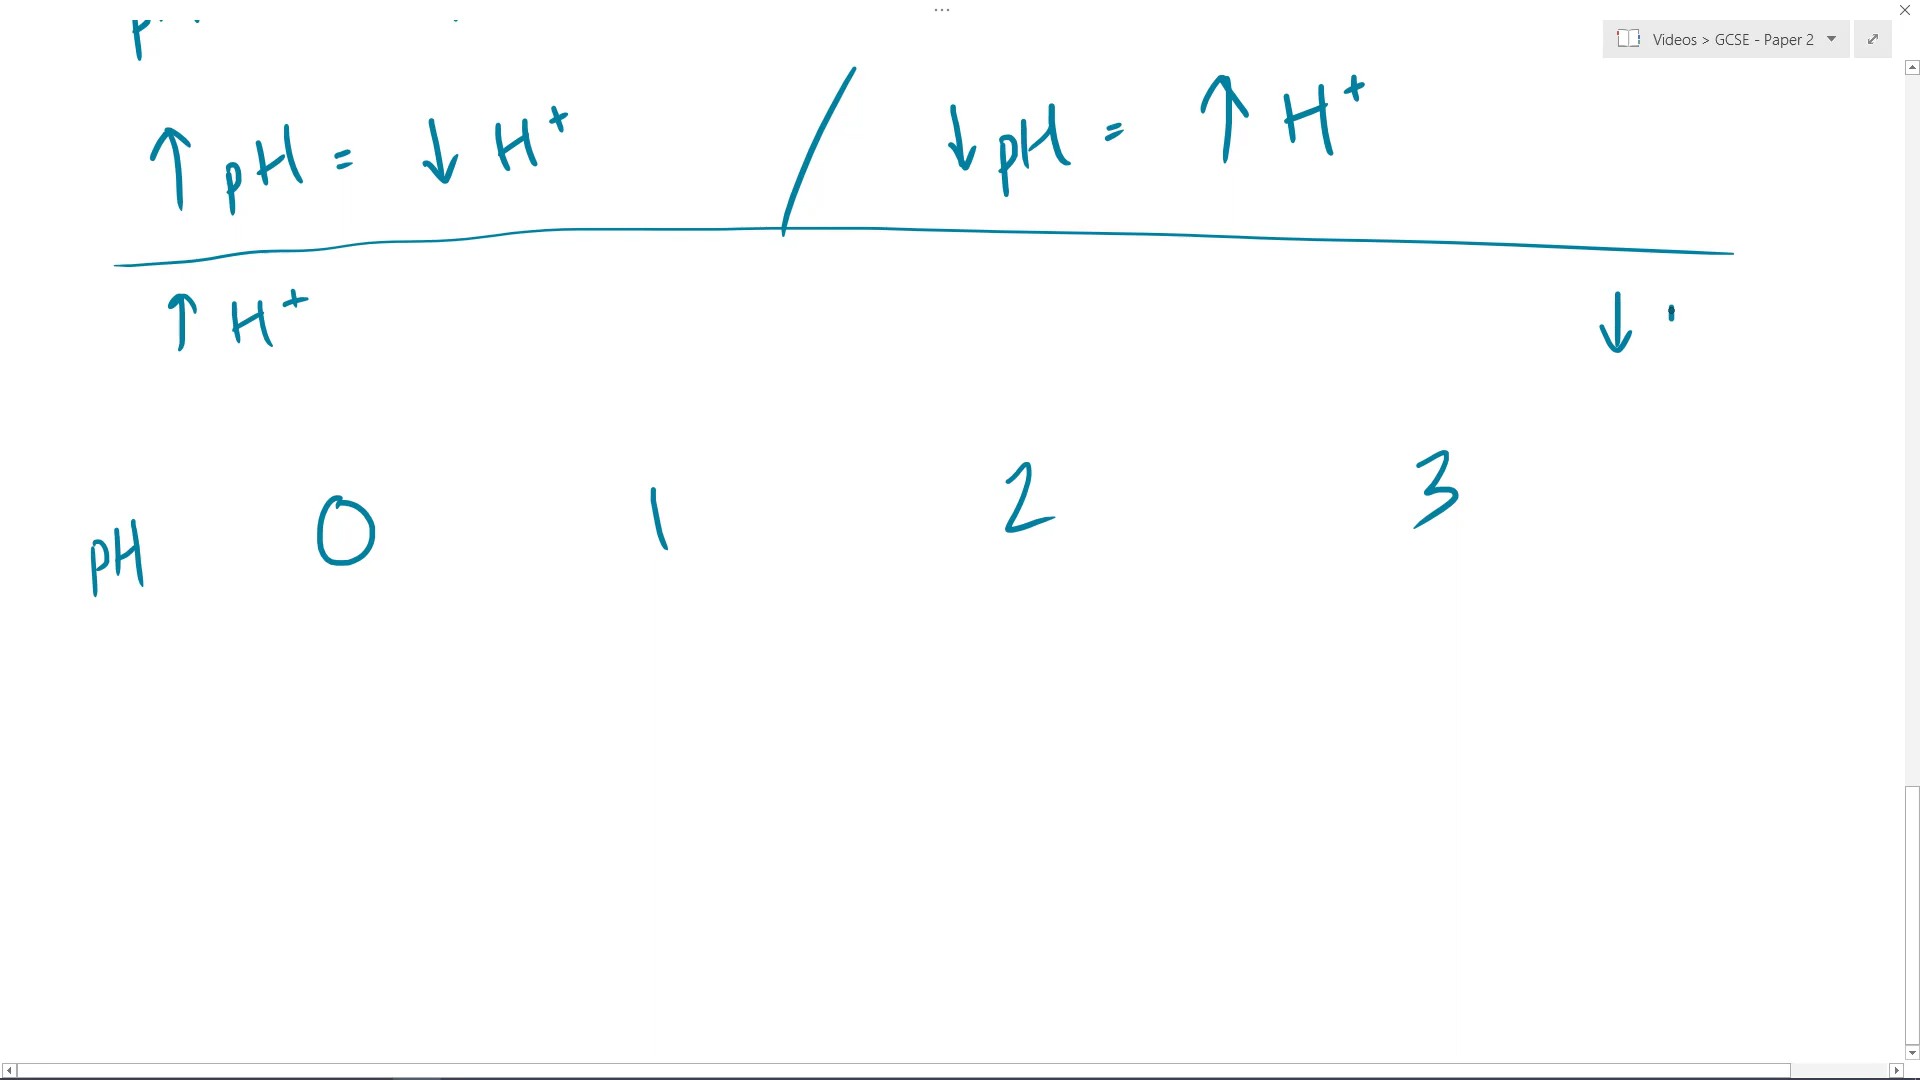 Videos > GCSE - Paper 2
↑ pH = ↓ H⁺ / ↓ pH = ↑ H⁺
↑ H⁺ ↓
pH 0 1 2 3